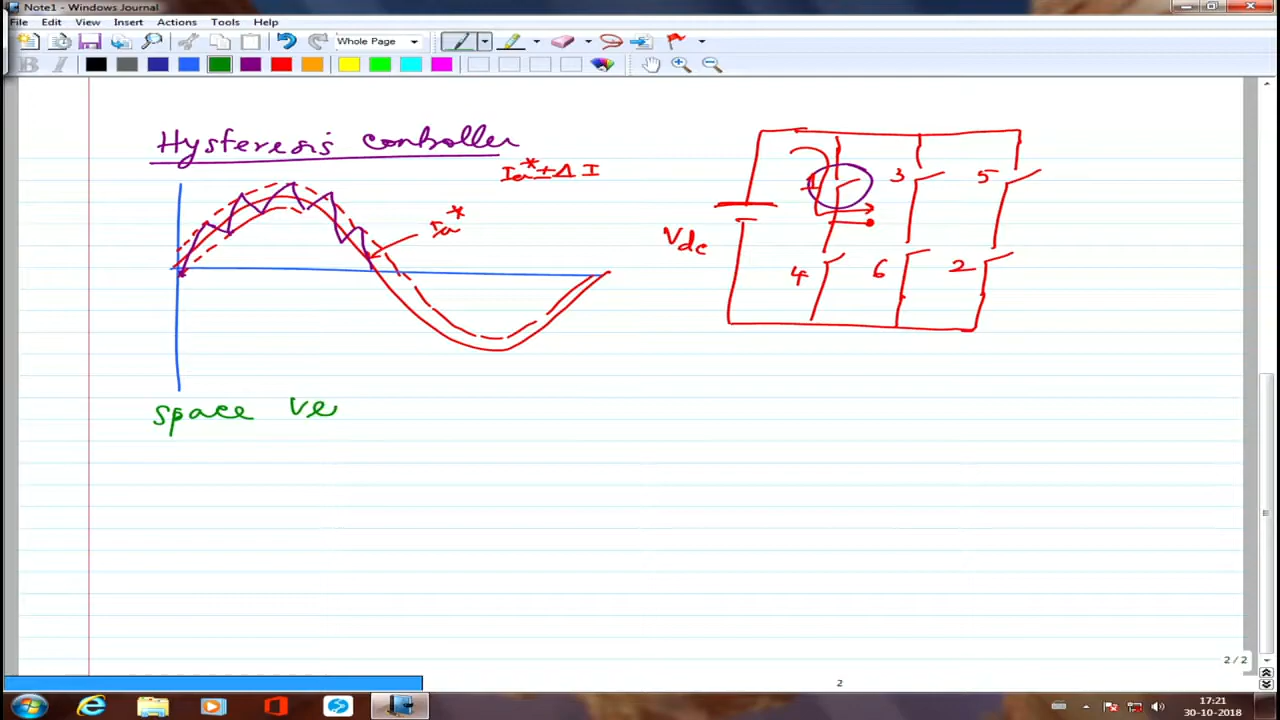 Note1 - Windows Journal
File Edit View Insert Actions Tools Help
Whole Page
B I
Hysteresis controller
Ia* ± Δ I
Ia*
Vdc
1 3 5
4 6 2
space ve
2 / 2
2
17:21
30-10-2018